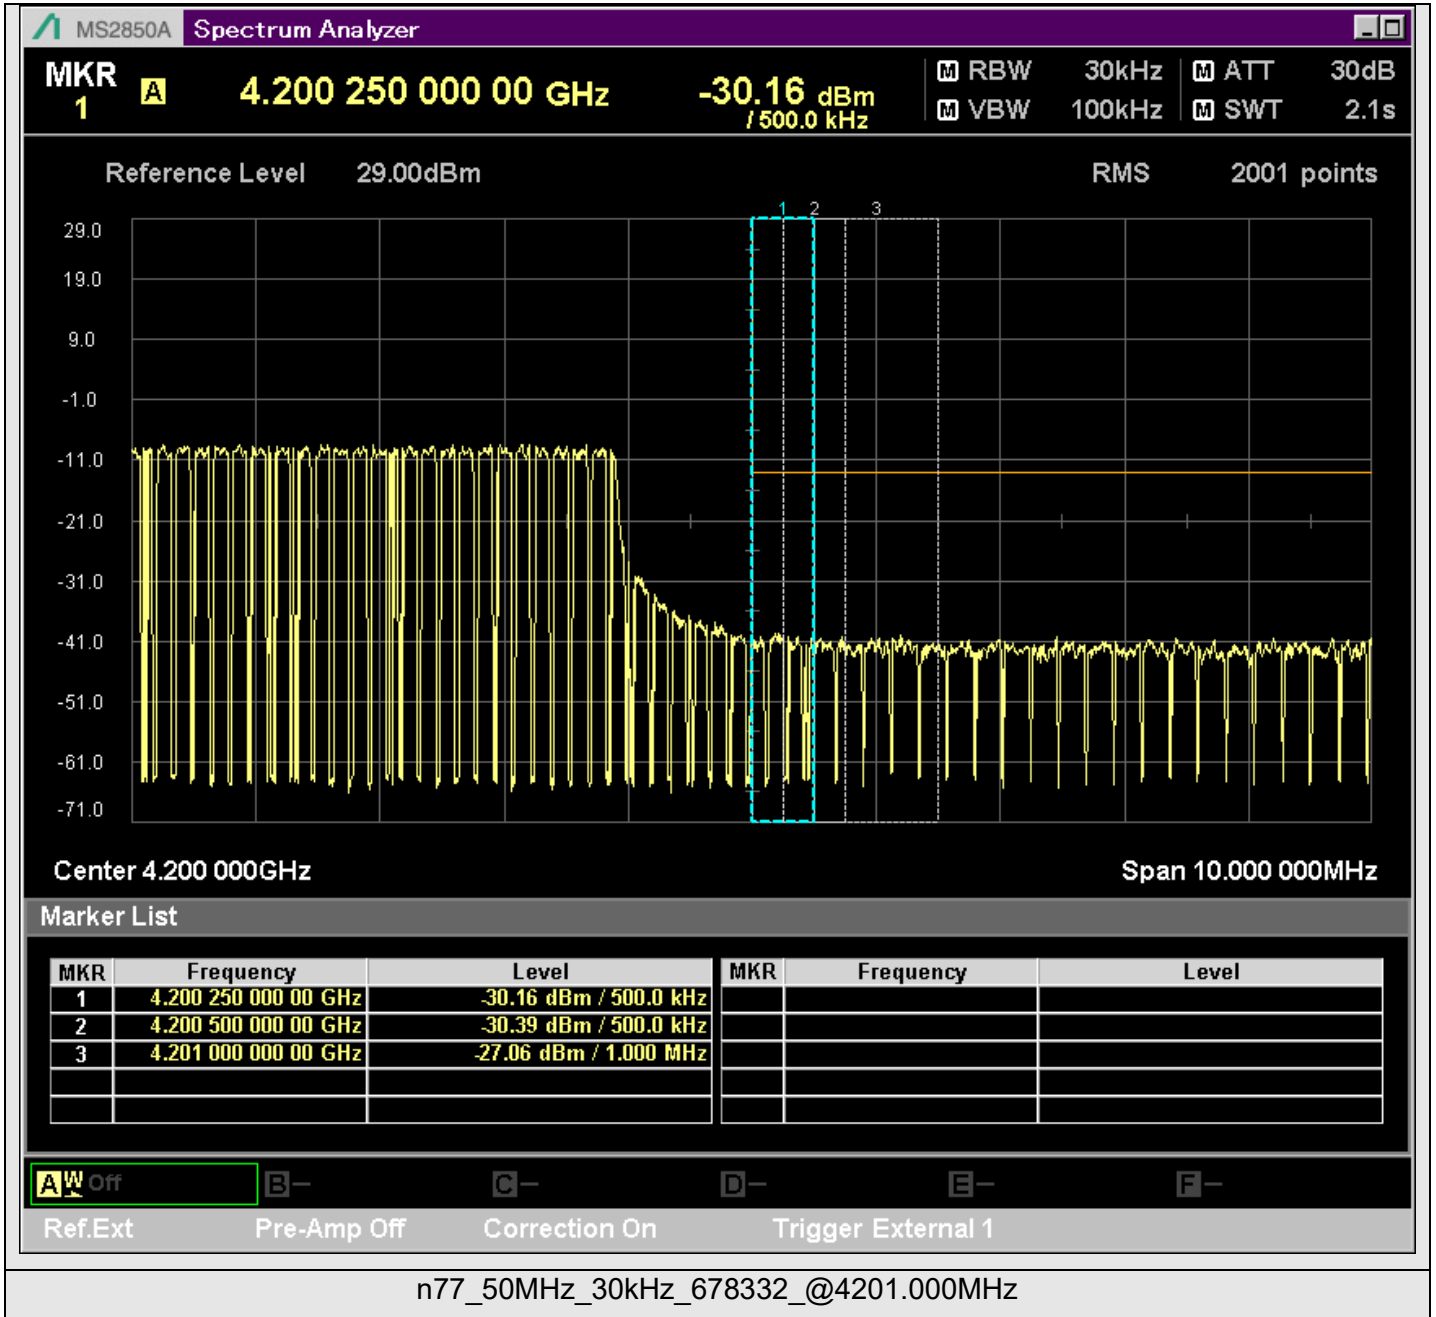 MS2850A Spectrum Analyzer
MKR 1 A 4.200 250 000 00 GHz -30.16 dBm / 500.0 kHz
M RBW 30kHz M ATT 30dB
M VBW 100kHz M SWT 2.1s
Reference Level 29.00dBm RMS 2001 points
1 2 3
29.0
19.0
9.0
-1.0
-11.0
-21.0
-31.0
-41.0
-51.0
-61.0
-71.0
Center 4.200 000GHz Span 10.000 000MHz
Marker List
MKR Frequency Level MKR Frequency Level
1 4.200 250 000 00 GHz -30.16 dBm / 500.0 kHz
2 4.200 500 000 00 GHz -30.39 dBm / 500.0 kHz
3 4.201 000 000 00 GHz -27.06 dBm / 1.000 MHz
A W Off B – C – D – E – F –
Ref.Ext Pre-Amp Off Correction On Trigger External 1
n77_50MHz_30kHz_678332_@4201.000MHz